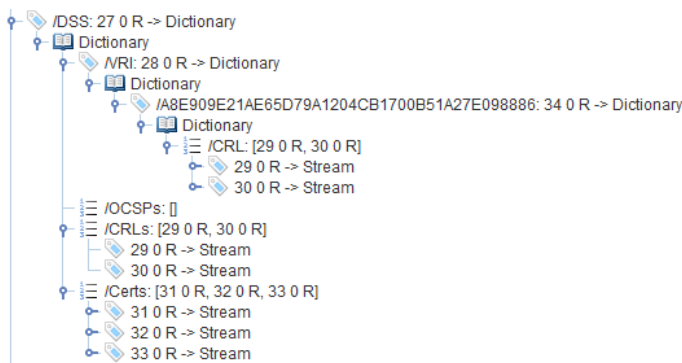 /DSS: 27 0 R -> Dictionary
Dictionary
/VRI: 28 0 R -> Dictionary
Dictionary
/A8E909E21AE65D79A1204CB1700B51A27E098886: 34 0 R -> Dictionary
Dictionary
/CRL: [29 0 R, 30 0 R]
29 0 R -> Stream
30 0 R -> Stream
/OCSPs: []
/CRLs: [29 0 R, 30 0 R]
29 0 R -> Stream
30 0 R -> Stream
/Certs: [31 0 R, 32 0 R, 33 0 R]
31 0 R -> Stream
32 0 R -> Stream
33 0 R -> Stream